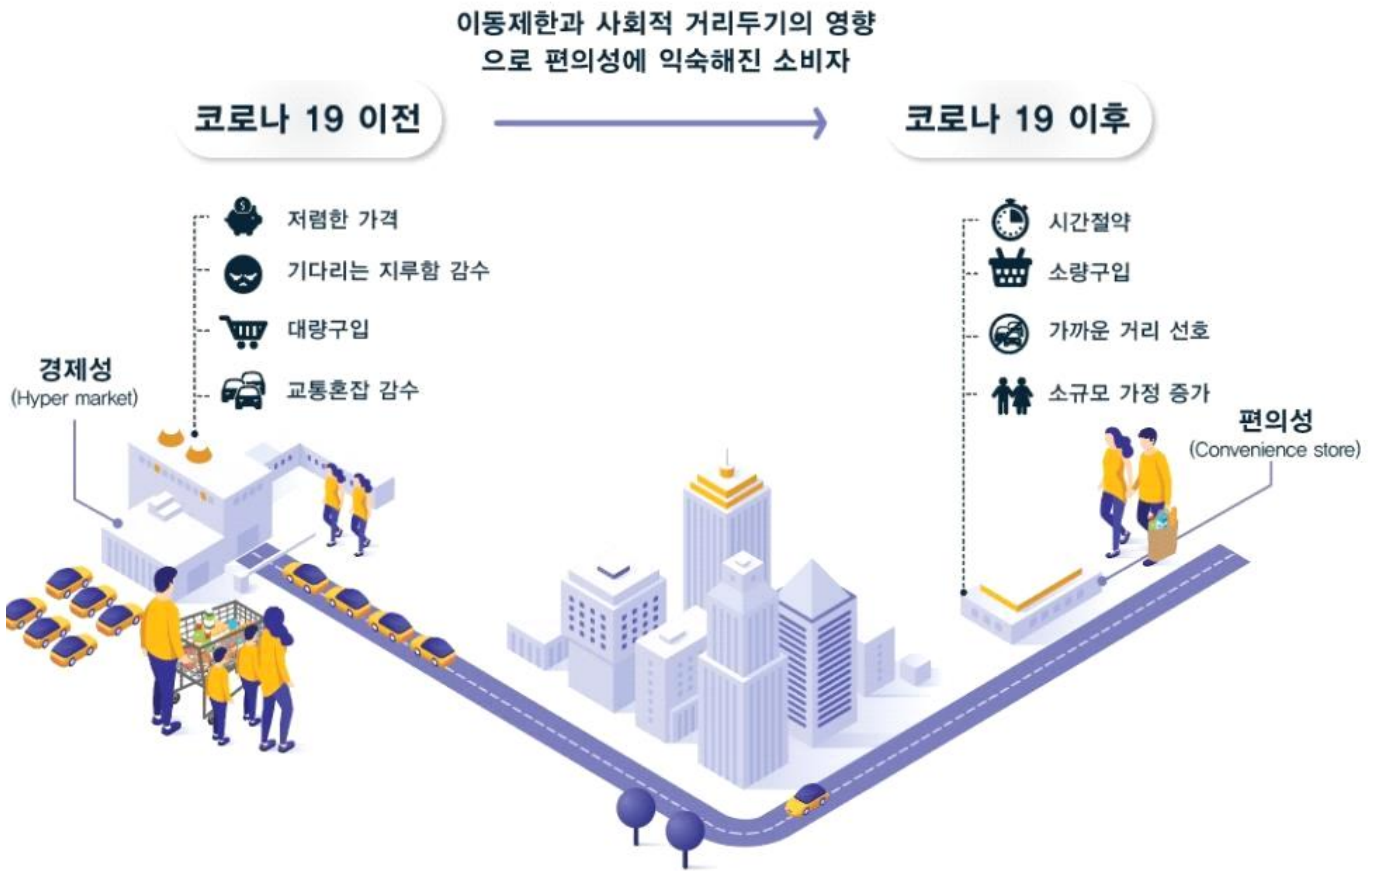 이동제한과 사회적 거리두기의 영향
으로 편의성에 익숙해진 소비자
코로나 19 이전
코로나 19 이후
저렴한 가격
기다리는 지루함 감수
대량구입
교통혼잡 감수
경제성
(Hyper market)
시간절약
소량구입
가까운 거리 선호
소규모 가정 증가
편의성
(Convenience store)